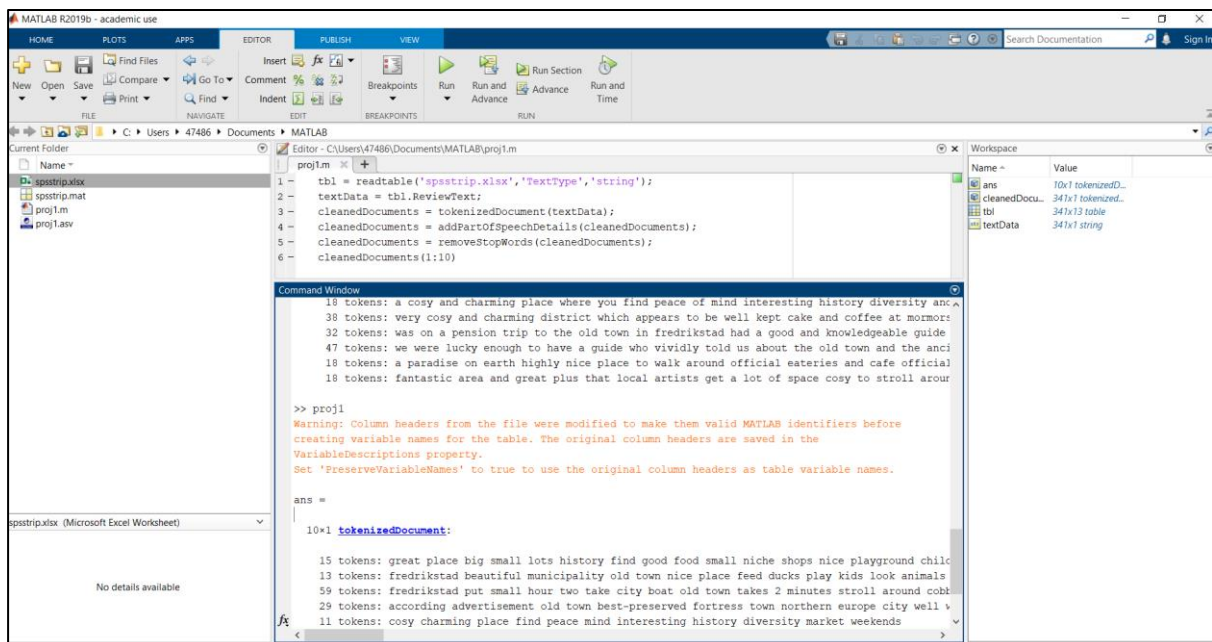 MATLAB R2019b - academic use
HOME PLOTS APPS EDITOR PUBLISH VIEW Search Documentation Sign In
Find Files Insert fx
New Open Save Compare Go To Comment Breakpoints Run Run and Advance Run Section Advance Run and Time
Print Find Indent
FILE NAVIGATE EDIT BREAKPOINTS RUN
C: Users 47486 Documents MATLAB
Current Folder
Name
spsstrip.xlsx
spsstrip.mat
proj1.m
proj1.asv
spsstrip.xlsx (Microsoft Excel Worksheet)
No details available
Editor - C:\Users\47486\Documents\MATLAB\proj1.m
proj1.m
1 - tbl = readtable('spsstrip.xlsx','TextType','string');
2 - textData = tbl.ReviewText;
3 - cleanedDocuments = tokenizedDocument(textData);
4 - cleanedDocuments = addPartOfSpeechDetails(cleanedDocuments);
5 - cleanedDocuments = removeStopWords(cleanedDocuments);
6 - cleanedDocuments(1:10)
Command Window
18 tokens: a cosy and charming place where you find peace of mind interesting history diversity and
38 tokens: very cosy and charming district which appears to be well kept cake and coffee at mormors
32 tokens: was on a pension trip to the old town in fredrikstad had a good and knowledgeable guide
47 tokens: we were lucky enough to have a guide who vividly told us about the old town and the anci
18 tokens: a paradise on earth highly nice place to walk around official eateries and cafe official
18 tokens: fantastic area and great plus that local artists get a lot of space cosy to stroll aroun
>> proj1
Warning: Column headers from the file were modified to make them valid MATLAB identifiers before
creating variable names for the table. The original column headers are saved in the
VariableDescriptions property.
Set 'PreserveVariableNames' to true to use the original column headers as table variable names.
ans =
10×1 tokenizedDocument:
15 tokens: great place big small lots history find good food small niche shops nice playground chil
13 tokens: fredrikstad beautiful municipality old town nice place feed ducks play kids look animals
59 tokens: fredrikstad put small hour two take city boat old town takes 2 minutes stroll around cobb
29 tokens: according advertisement old town best-preserved fortress town northern europe city well
11 tokens: cosy charming place find peace mind interesting history diversity market weekends
fx
Workspace
Name Value
ans 10x1 tokenizedD...
cleanedDocu... 341x1 tokenized...
tbl 341x13 table
textData 341x1 string